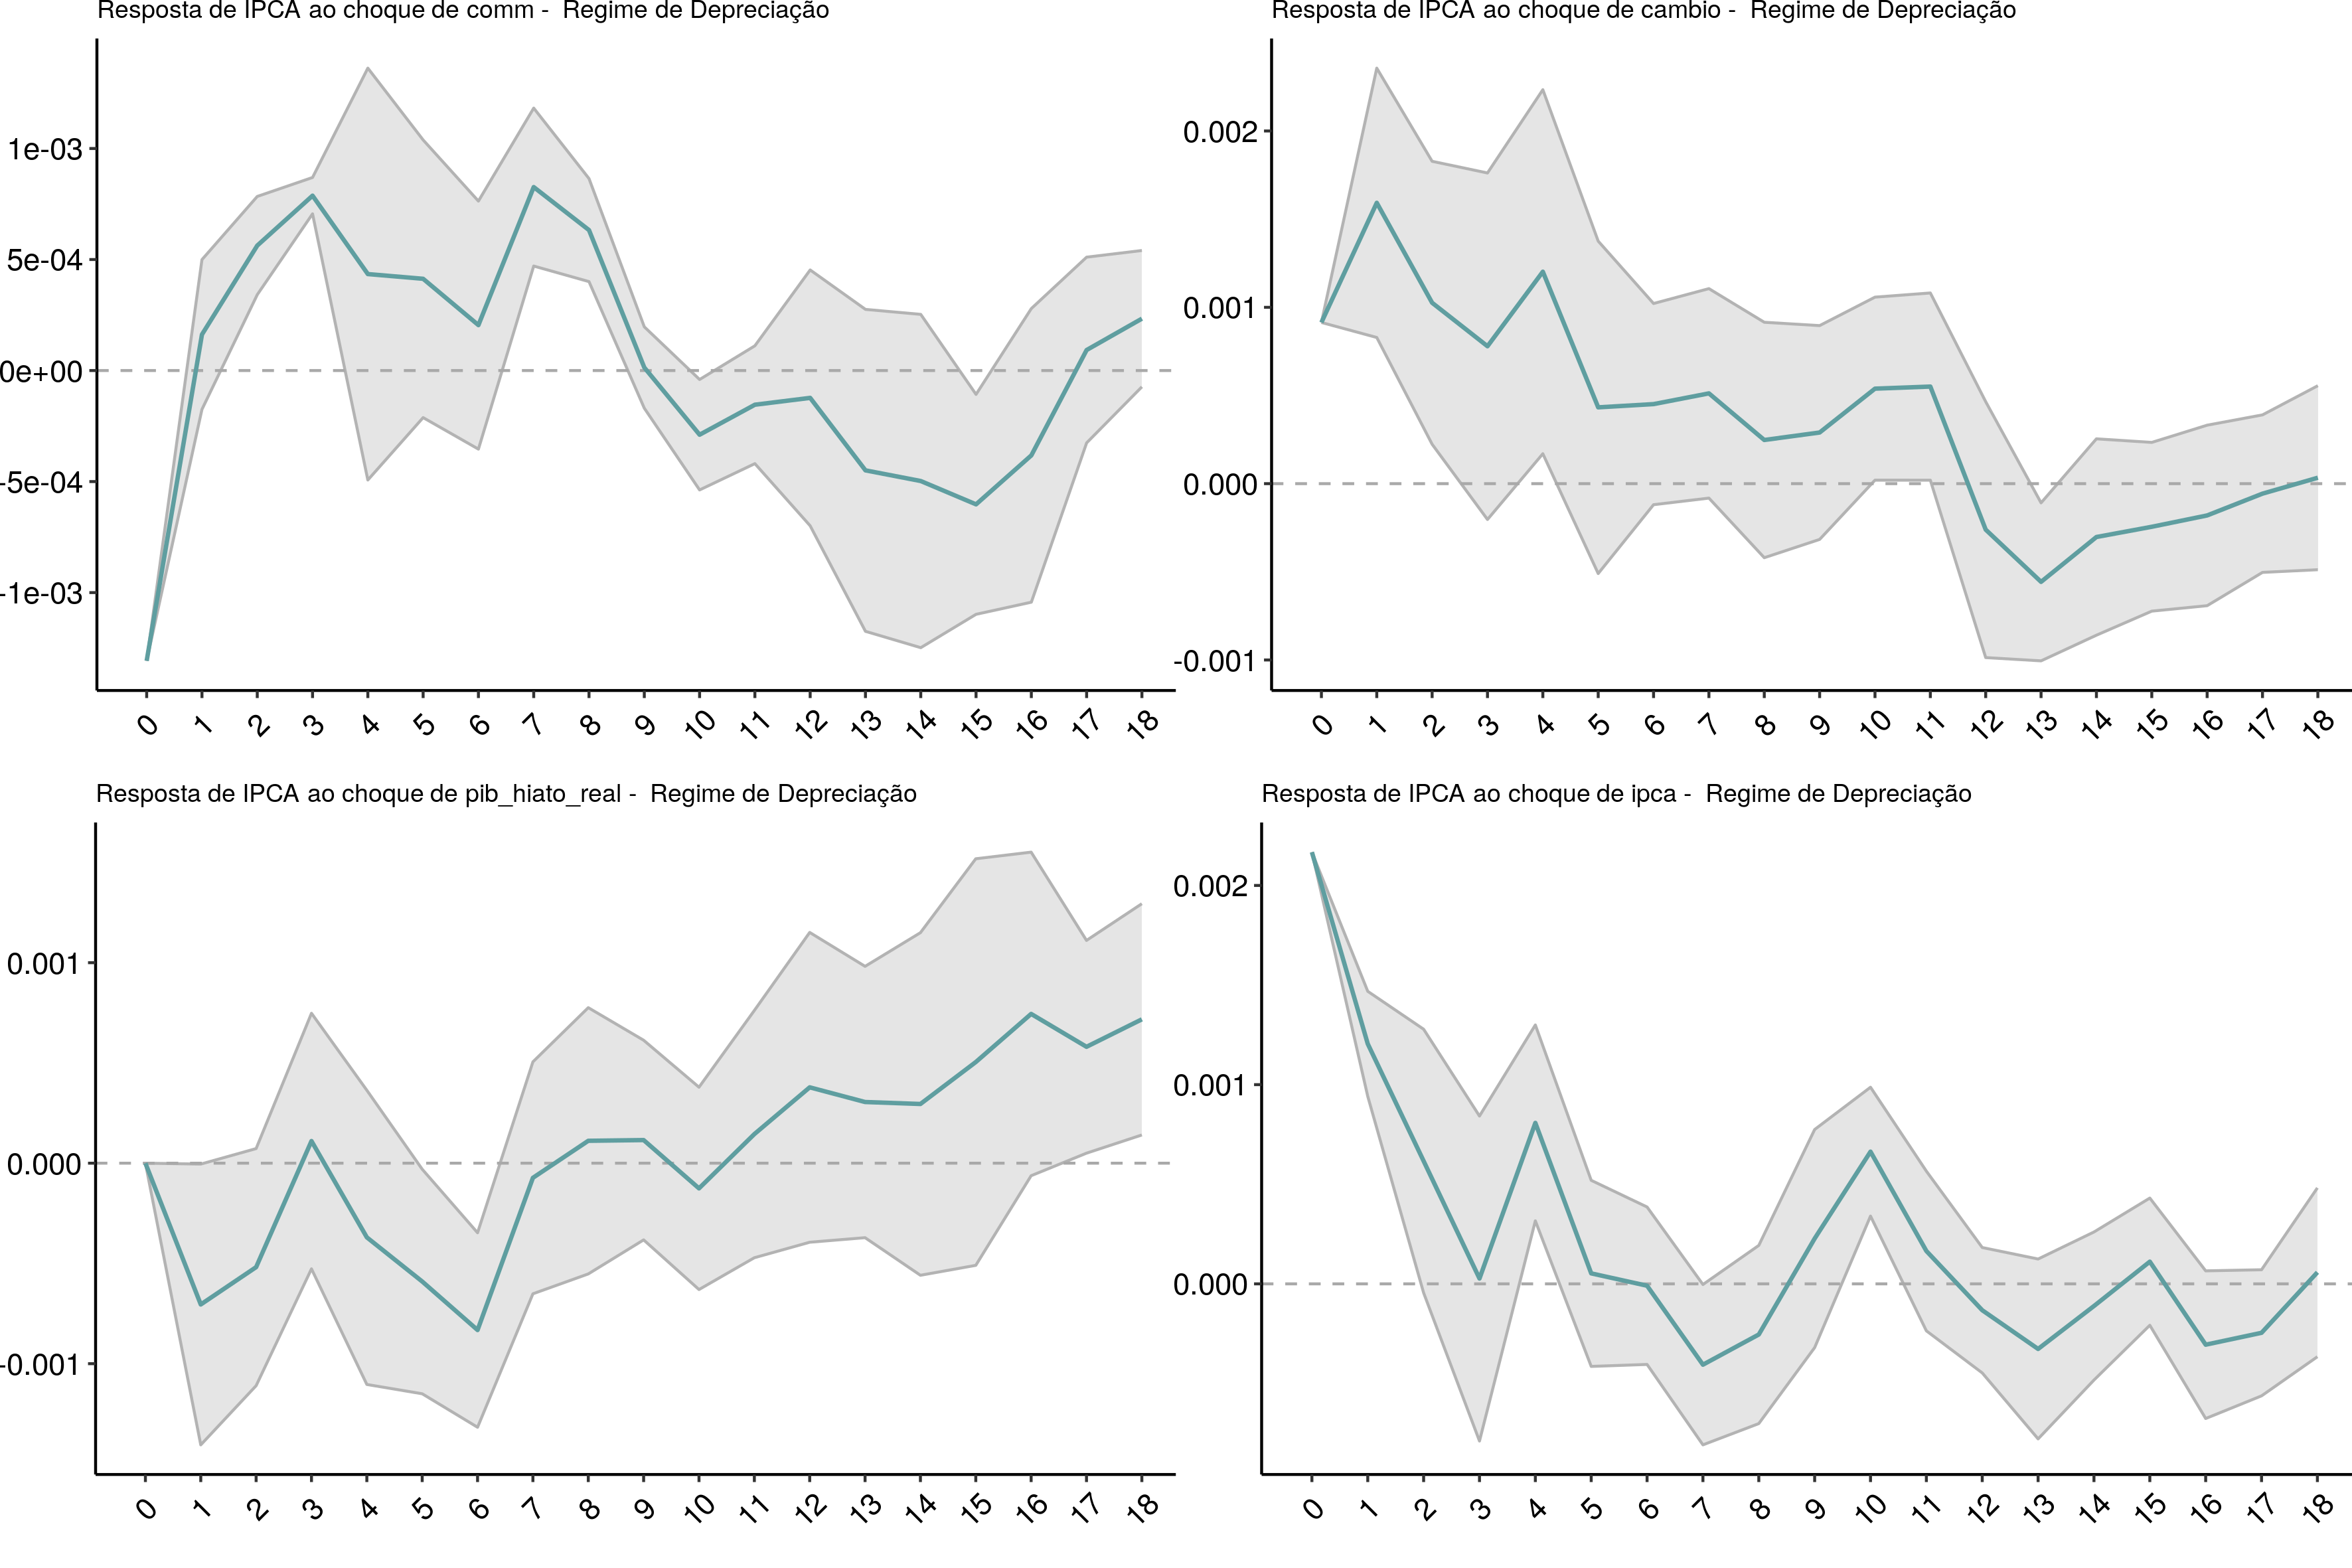 Resposta de IPCA ao choque de comm -  Regime de Depreciação
1e-03
5e-04
0e+00
-5e-04
-1e-03
0 1 2 3 4 5 6 7 8 9 10 11 12 13 14 15 16 17 18
Resposta de IPCA ao choque de cambio -  Regime de Depreciação
0.002
0.001
0.000
-0.001
0 1 2 3 4 5 6 7 8 9 10 11 12 13 14 15 16 17 18
Resposta de IPCA ao choque de pib_hiato_real -  Regime de Depreciação
0.001
0.000
-0.001
0 1 2 3 4 5 6 7 8 9 10 11 12 13 14 15 16 17 18
Resposta de IPCA ao choque de ipca -  Regime de Depreciação
0.002
0.001
0.000
0 1 2 3 4 5 6 7 8 9 10 11 12 13 14 15 16 17 18